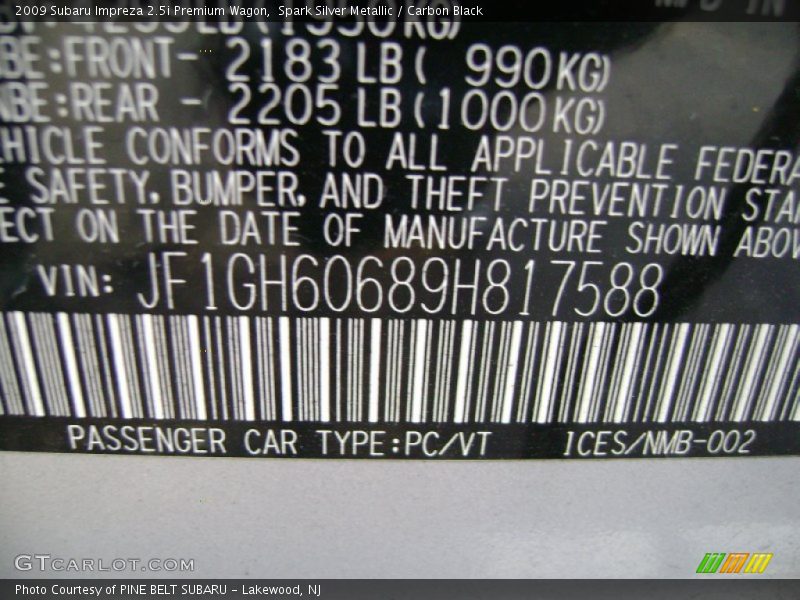 2009 Subaru Impreza 2.5i Premium Wagon, Spark Silver Metallic / Carbon Black
BE:FRONT- 2183 LB( 990KG)
NBE:REAR - 2205 LB(1000KG)
EHICLE CONFORMS TO ALL APPLICABLE FEDERA
E SAFETY, BUMPER, AND THEFT PREVENTION STA
ECT ON THE DATE OF MANUFACTURE SHOWN ABOV
VIN: JF1GH60689H817588
PASSENGER CAR TYPE:PC/VT ICES/NMB-002
GTCARLOT.COM
Photo Courtesy of PINE BELT SUBARU - Lakewood, NJ